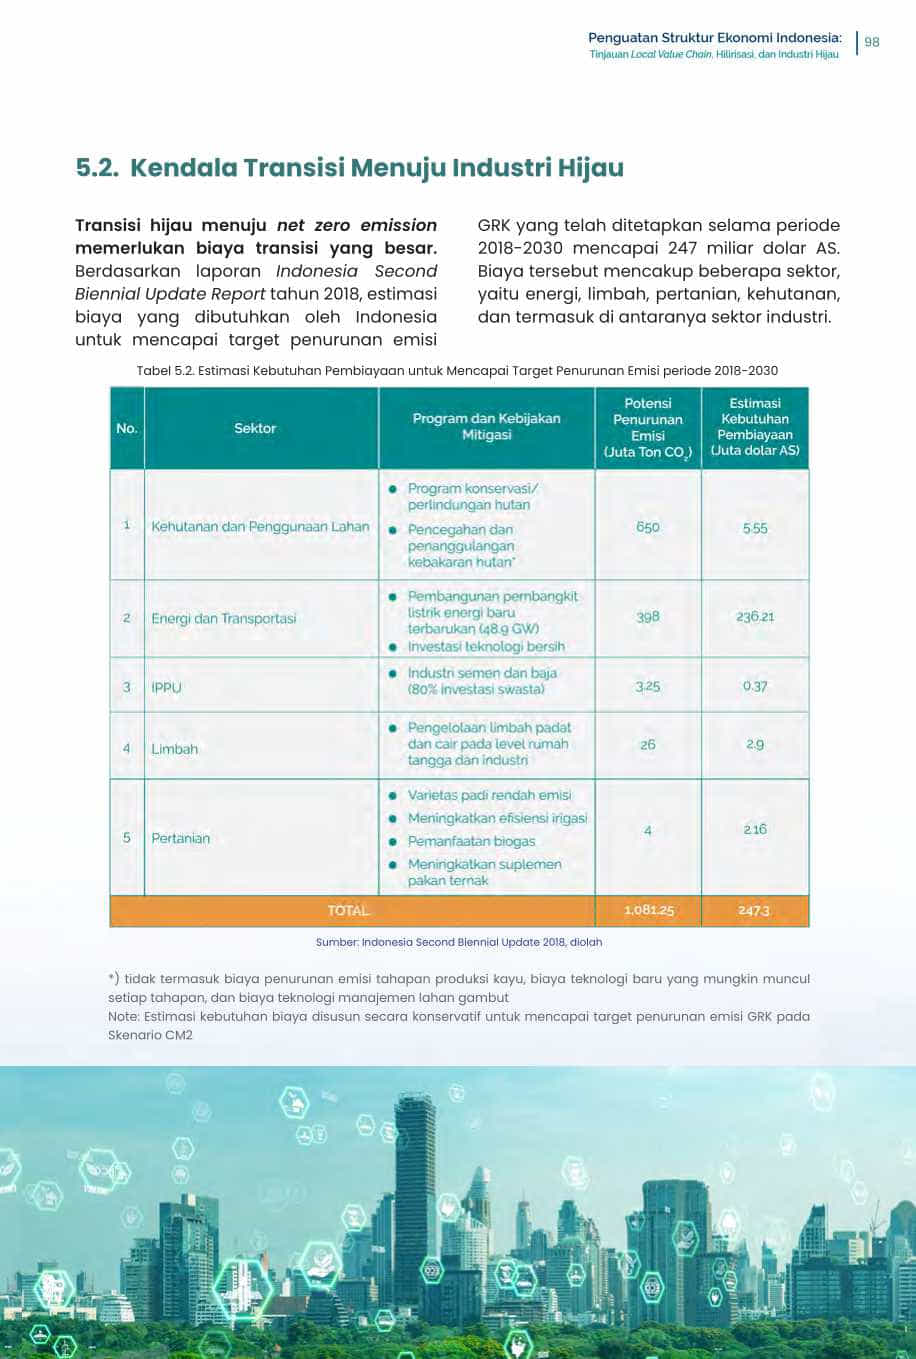 Penguatan Struktur Ekonomi Indonesia:
Tinjauan Local Value Chain, Hilirisasi, dan Industri Hijau
98
5.2. Kendala Transisi Menuju Industri Hijau
Transisi hijau menuju net zero emission
memerlukan biaya transisi yang besar.
Berdasarkan laporan Indonesia Second
Biennial Update Report tahun 2018, estimasi
biaya yang dibutuhkan oleh Indonesia
untuk mencapai target penurunan emisi
GRK yang telah ditetapkan selama periode
2018-2030 mencapai 247 miliar dolar AS.
Biaya tersebut mencakup beberapa sektor,
yaitu energi, limbah, pertanian, kehutanan,
dan termasuk di antaranya sektor industri.
Tabel 5.2. Estimasi Kebutuhan Pembiayaan untuk Mencapai Target Penurunan Emisi periode 2018-2030
No.
Sektor
Program dan Kebijakan
Mitigasi
Potensi
Penurunan
Emisi
(Juta Ton CO₂)
Estimasi
Kebutuhan
Pembiayaan
(Juta dolar AS)
1
Kehutanan dan Penggunaan Lahan
● Program konservasi/
perlindungan hutan
● Pencegahan dan
penanggulangan
kebakaran hutan*
650
5.55
2
Energi dan Transportasi
● Pembangunan pembangkit
listrik energi baru
terbarukan (48.9 GW)
● Investasi teknologi bersih
398
236.21
3
IPPU
● Industri semen dan baja
(80% investasi swasta)
3.25
0.37
4
Limbah
● Pengelolaan limbah padat
dan cair pada level rumah
tangga dan industri
26
2.9
5
Pertanian
● Varietas padi rendah emisi
● Meningkatkan efisiensi irigasi
● Pemanfaatan biogas
● Meningkatkan suplemen
pakan ternak
4
2.16
TOTAL
1,081.25
247.3
Sumber: Indonesia Second Biennial Update 2018, diolah
*) tidak termasuk biaya penurunan emisi tahapan produksi kayu, biaya teknologi baru yang mungkin muncul
setiap tahapan, dan biaya teknologi manajemen lahan gambut
Note: Estimasi kebutuhan biaya disusun secara konservatif untuk mencapai target penurunan emisi GRK pada
Skenario CM2